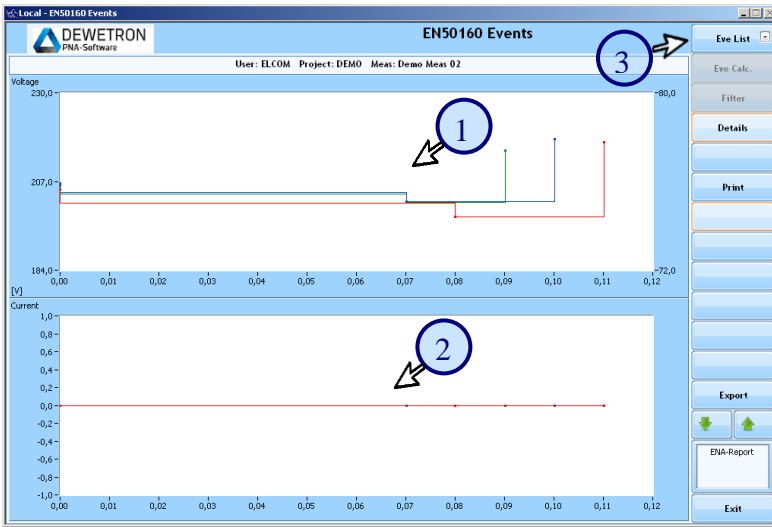 Local - EN50160 Events
DEWETRON
PNA-Software
EN50160 Events
User: ELCOM Project: DEMO Meas: Demo Meas 02
Voltage
230,0
207,0
184,0
[V]
80,0
72,0
0,00 0,01 0,02 0,03 0,04 0,05 0,06 0,07 0,08 0,09 0,10 0,11 0,12
1
Current
1,0
0,8
0,6
0,4
0,2
0,0
-0,2
-0,4
-0,6
-0,8
-1,0
0,00 0,01 0,02 0,03 0,04 0,05 0,06 0,07 0,08 0,09 0,10 0,11 0,12
2
3
Eve List
Eve Calc.
Filter
Details
Print
Export
ENA-Report
Exit